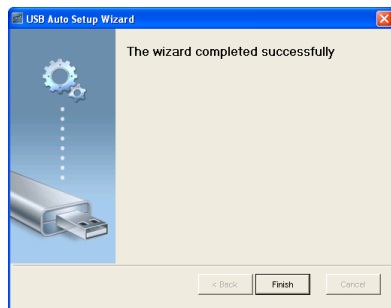 USB Auto Setup Wizard
The wizard completed successfully
< Back Finish Cancel